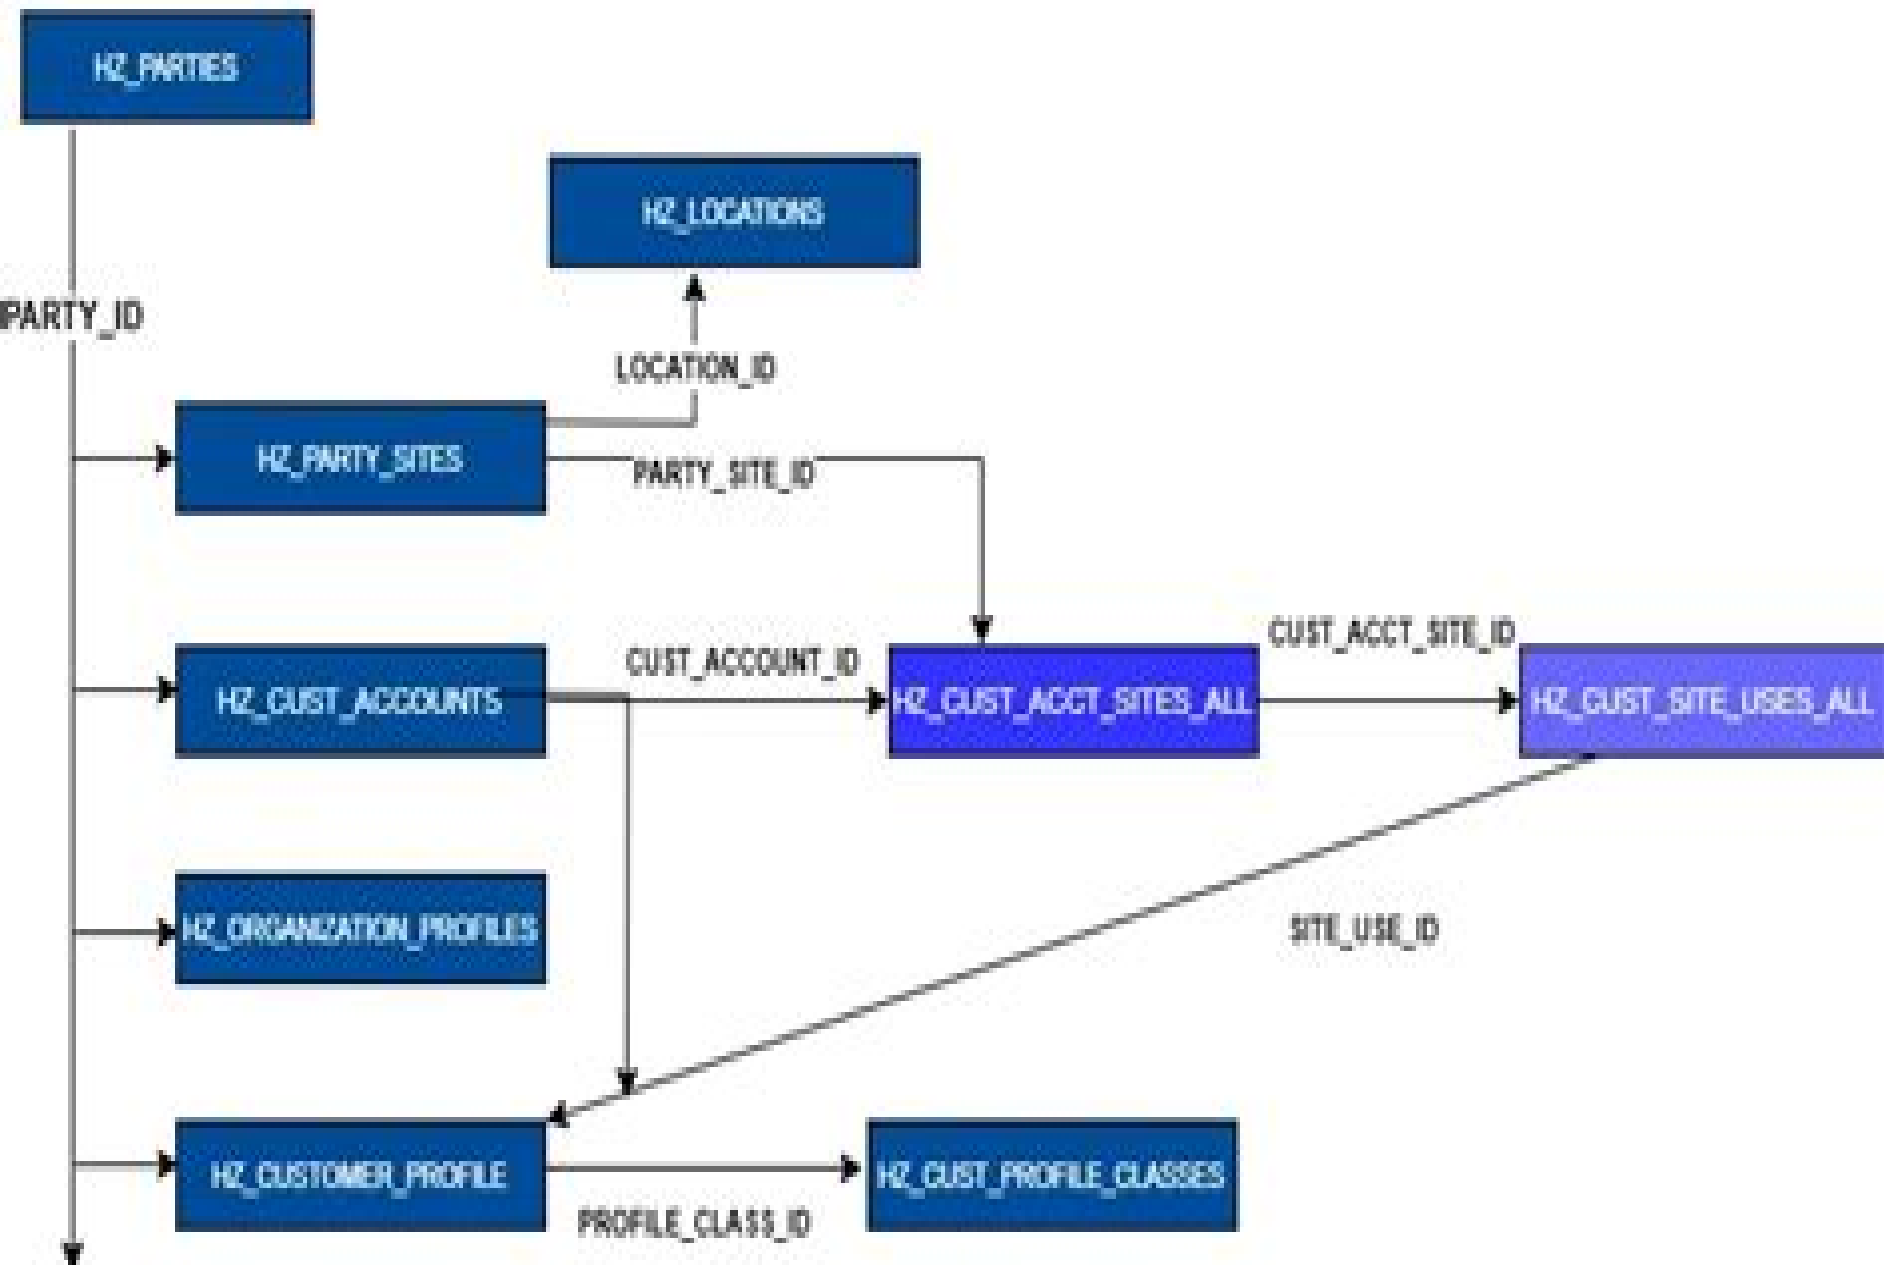 HZ_PARTIES
HZ_LOCATIONS
PARTY_ID
LOCATION_ID
HZ_PARTY_SITES
PARTY_SITE_ID
CUST_ACCT_SITE_ID
CUST_ACCOUNT_ID
HZ_CUST_ACCOUNTS
HZ_CUST_ACCT_SITES_ALL
HZ_CUST_SITE_USES_ALL
HZ_ORGANIZATION_PROFILES
SITE_USE_ID
HZ_CUSTOMER_PROFILE
HZ_CUST_PROFILE_CLASSES
PROFILE_CLASS_ID